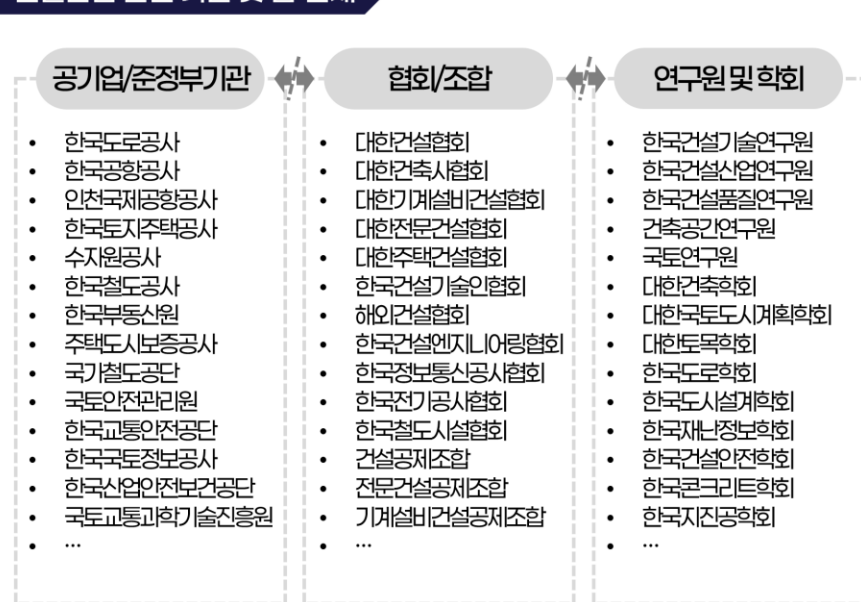 공기업/준정부기관
한국도로공사
한국공항공사
인천국제공항공사
한국토지주택공사
수자원공사
한국철도공사
한국부동산원
주택도시보증공사
국가철도공단
국토안전관리원
한국교통안전공단
한국국토정보공사
한국산업안전보건공단
국토교통과학기술진흥원
…
협회/조합
대한건설협회
대한건축사협회
대한기계설비건설협회
대한전문건설협회
대한주택건설협회
한국건설기술인협회
해외건설협회
한국건설엔지니어링협회
한국정보통신공사협회
한국전기공사협회
한국철도시설협회
건설공제조합
전문건설공제조합
기계설비건설공제조합
…
연구원 및 학회
한국건설기술연구원
한국건설산업연구원
한국건설품질연구원
건축공간연구원
국토연구원
대한건축학회
대한국토도시계획학회
대한토목학회
한국도로학회
한국도시설계학회
한국재난정보학회
한국건설안전학회
한국콘크리트학회
한국지진공학회
…